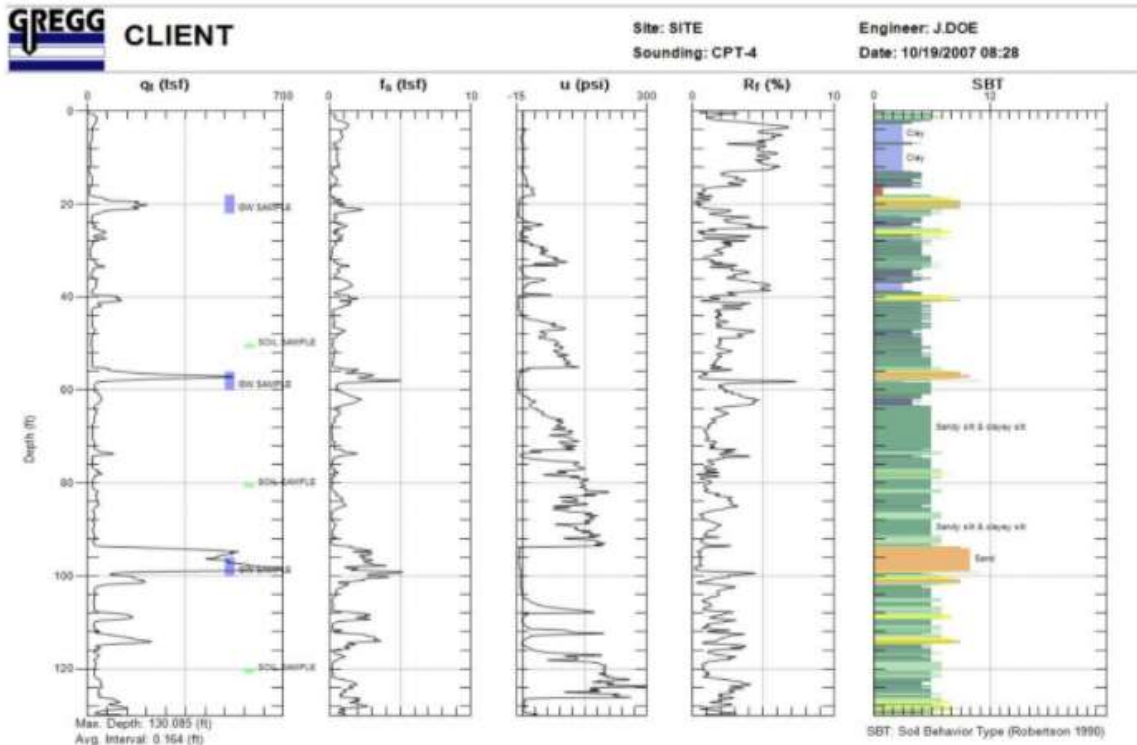 GREGG
CLIENT
Site: SITE
Sounding: CPT-4
Engineer: J.DOE
Date: 10/19/2007 08:28
qt (tsf)
0 700
fs (tsf)
0 10
u (psi)
-15 300
Rf (%)
0 10
SBT
0 12
0
20
40
60
80
100
120
Depth (ft)
GW SAMPLE
SOIL SAMPLE
GW SAMPLE
SOIL SAMPLE
GW SAMPLE
SOIL SAMPLE
Clay
Clay
Sandy silt & clayey silt
Sandy silt & clayey silt
Sand
Max. Depth: 130.085 (ft)
Avg. Interval: 0.164 (ft)
SBT: Soil Behavior Type (Robertson 1990)